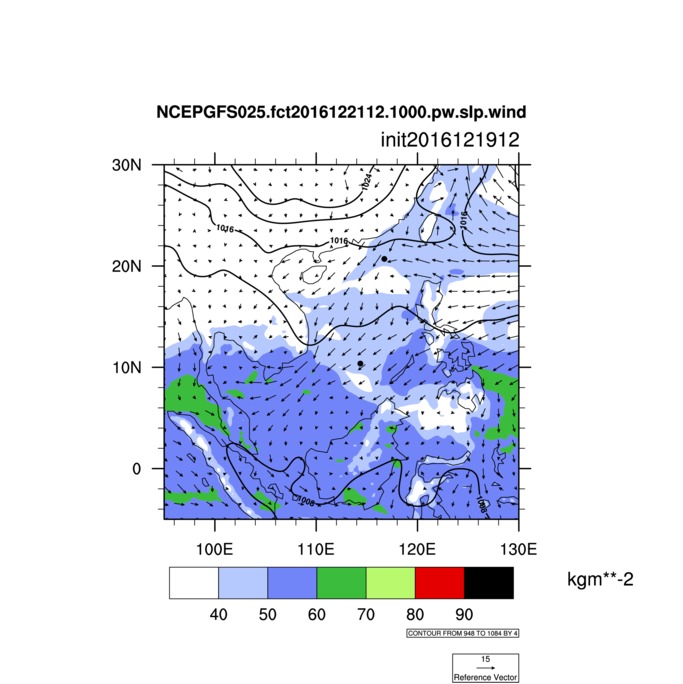 NCEPGFS025.fct2016122112.1000.pw.slp.wind
init2016121912
30N
1024
1016
1016
1016
20N
10N
0
1008
1008
100E 110E 120E 130E
kgm**-2
40 50 60 70 80 90
CONTOUR FROM 948 TO 1084 BY 4
15
Reference Vector